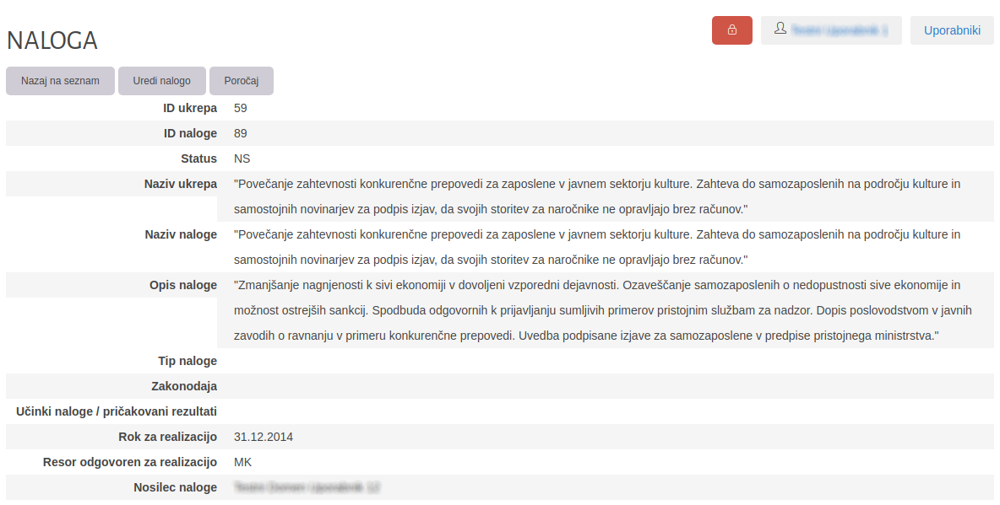 NALOGA
Uporabniki
Nazaj na seznam Uredi nalogo Poročaj
ID ukrepa 59
ID naloge 89
Status NS
Naziv ukrepa "Povečanje zahtevnosti konkurenčne prepovedi za zaposlene v javnem sektorju kulture. Zahteva do samozaposlenih na področju kulture in
samostojnih novinarjev za podpis izjav, da svojih storitev za naročnike ne opravljajo brez računov."
Naziv naloge "Povečanje zahtevnosti konkurenčne prepovedi za zaposlene v javnem sektorju kulture. Zahteva do samozaposlenih na področju kulture in
samostojnih novinarjev za podpis izjav, da svojih storitev za naročnike ne opravljajo brez računov."
Opis naloge "Zmanjšanje nagnjenosti k sivi ekonomiji v dovoljeni vzporedni dejavnosti. Ozaveščanje samozaposlenih o nedopustnosti sive ekonomije in
možnost ostrejših sankcij. Spodbuda odgovornih k prijavljanju sumljivih primerov pristojnim službam za nadzor. Dopis poslovodstvom v javnih
zavodih o ravnanju v primeru konkurenčne prepovedi. Uvedba podpisane izjave za samozaposlene v predpise pristojnega ministrstva."
Tip naloge
Zakonodaja
Učinki naloge / pričakovani rezultati
Rok za realizacijo 31.12.2014
Resor odgovoren za realizacijo MK
Nosilec naloge